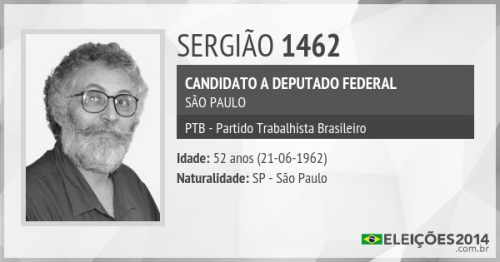 SERGIÃO 1462
CANDIDATO A DEPUTADO FEDERAL
SÃO PAULO
PTB - Partido Trabalhista Brasileiro
Idade: 52 anos (21-06-1962)
Naturalidade: SP - São Paulo
ELEIÇÕES2014
.com.br